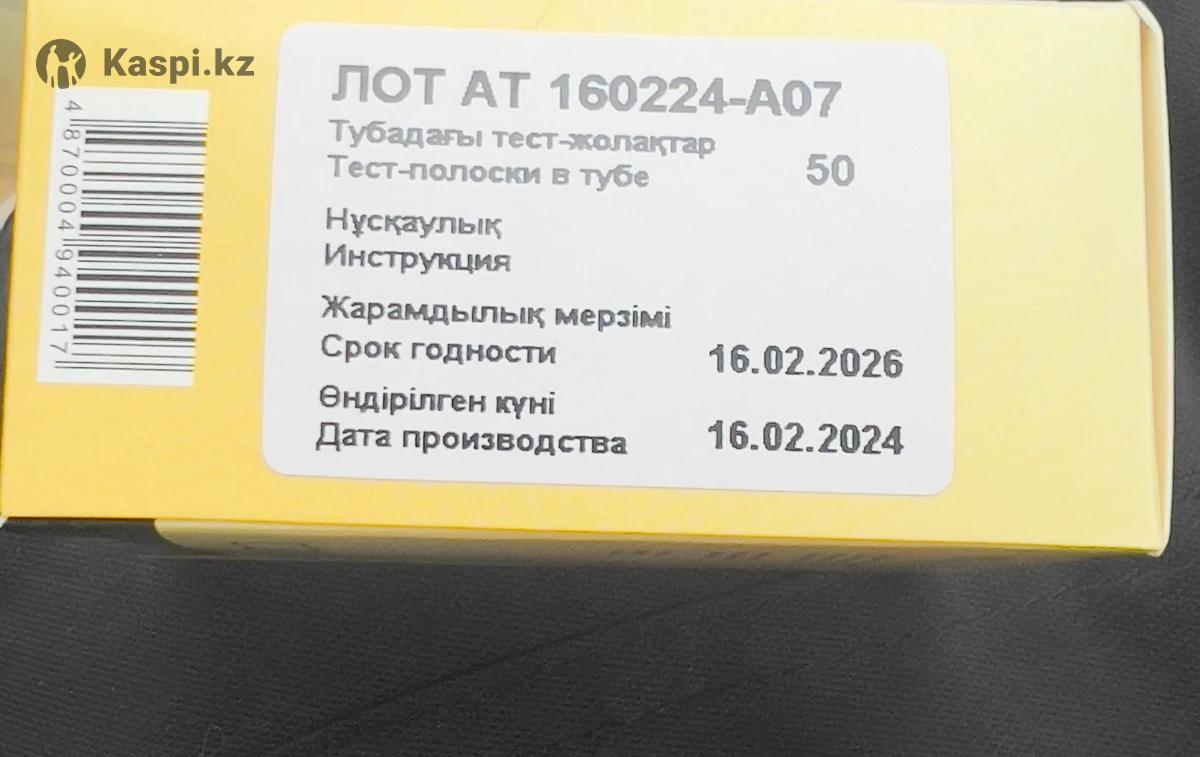 Kaspi.kz
4870004940017
ЛОТ АТ 160224-А07
Тубадағы тест-жолақтар
Тест-полоски в тубе 50
Нұсқаулық
Инструкция
Жарамдылық мерзімі
Срок годности 16.02.2026
Өндірілген күні
Дата производства 16.02.2024